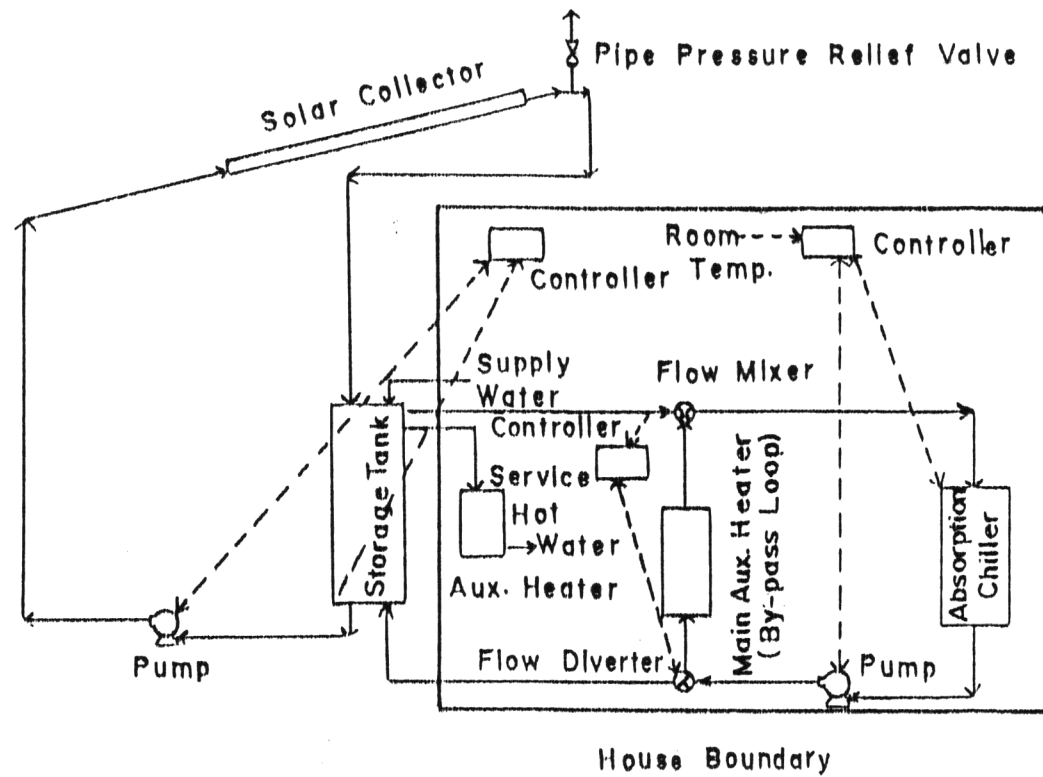 Pipe Pressure Relief Valve
Solar Collector
Room
Temp.
Controller
Controller
Supply
Water
Flow Mixer
Controller
Storage Tank
Service
Hot
Water
Aux. Heater
Main Aux. Heater
(By-pass Loop)
Absorption
Chiller
Flow Diverter
Pump
Pump
House Boundary